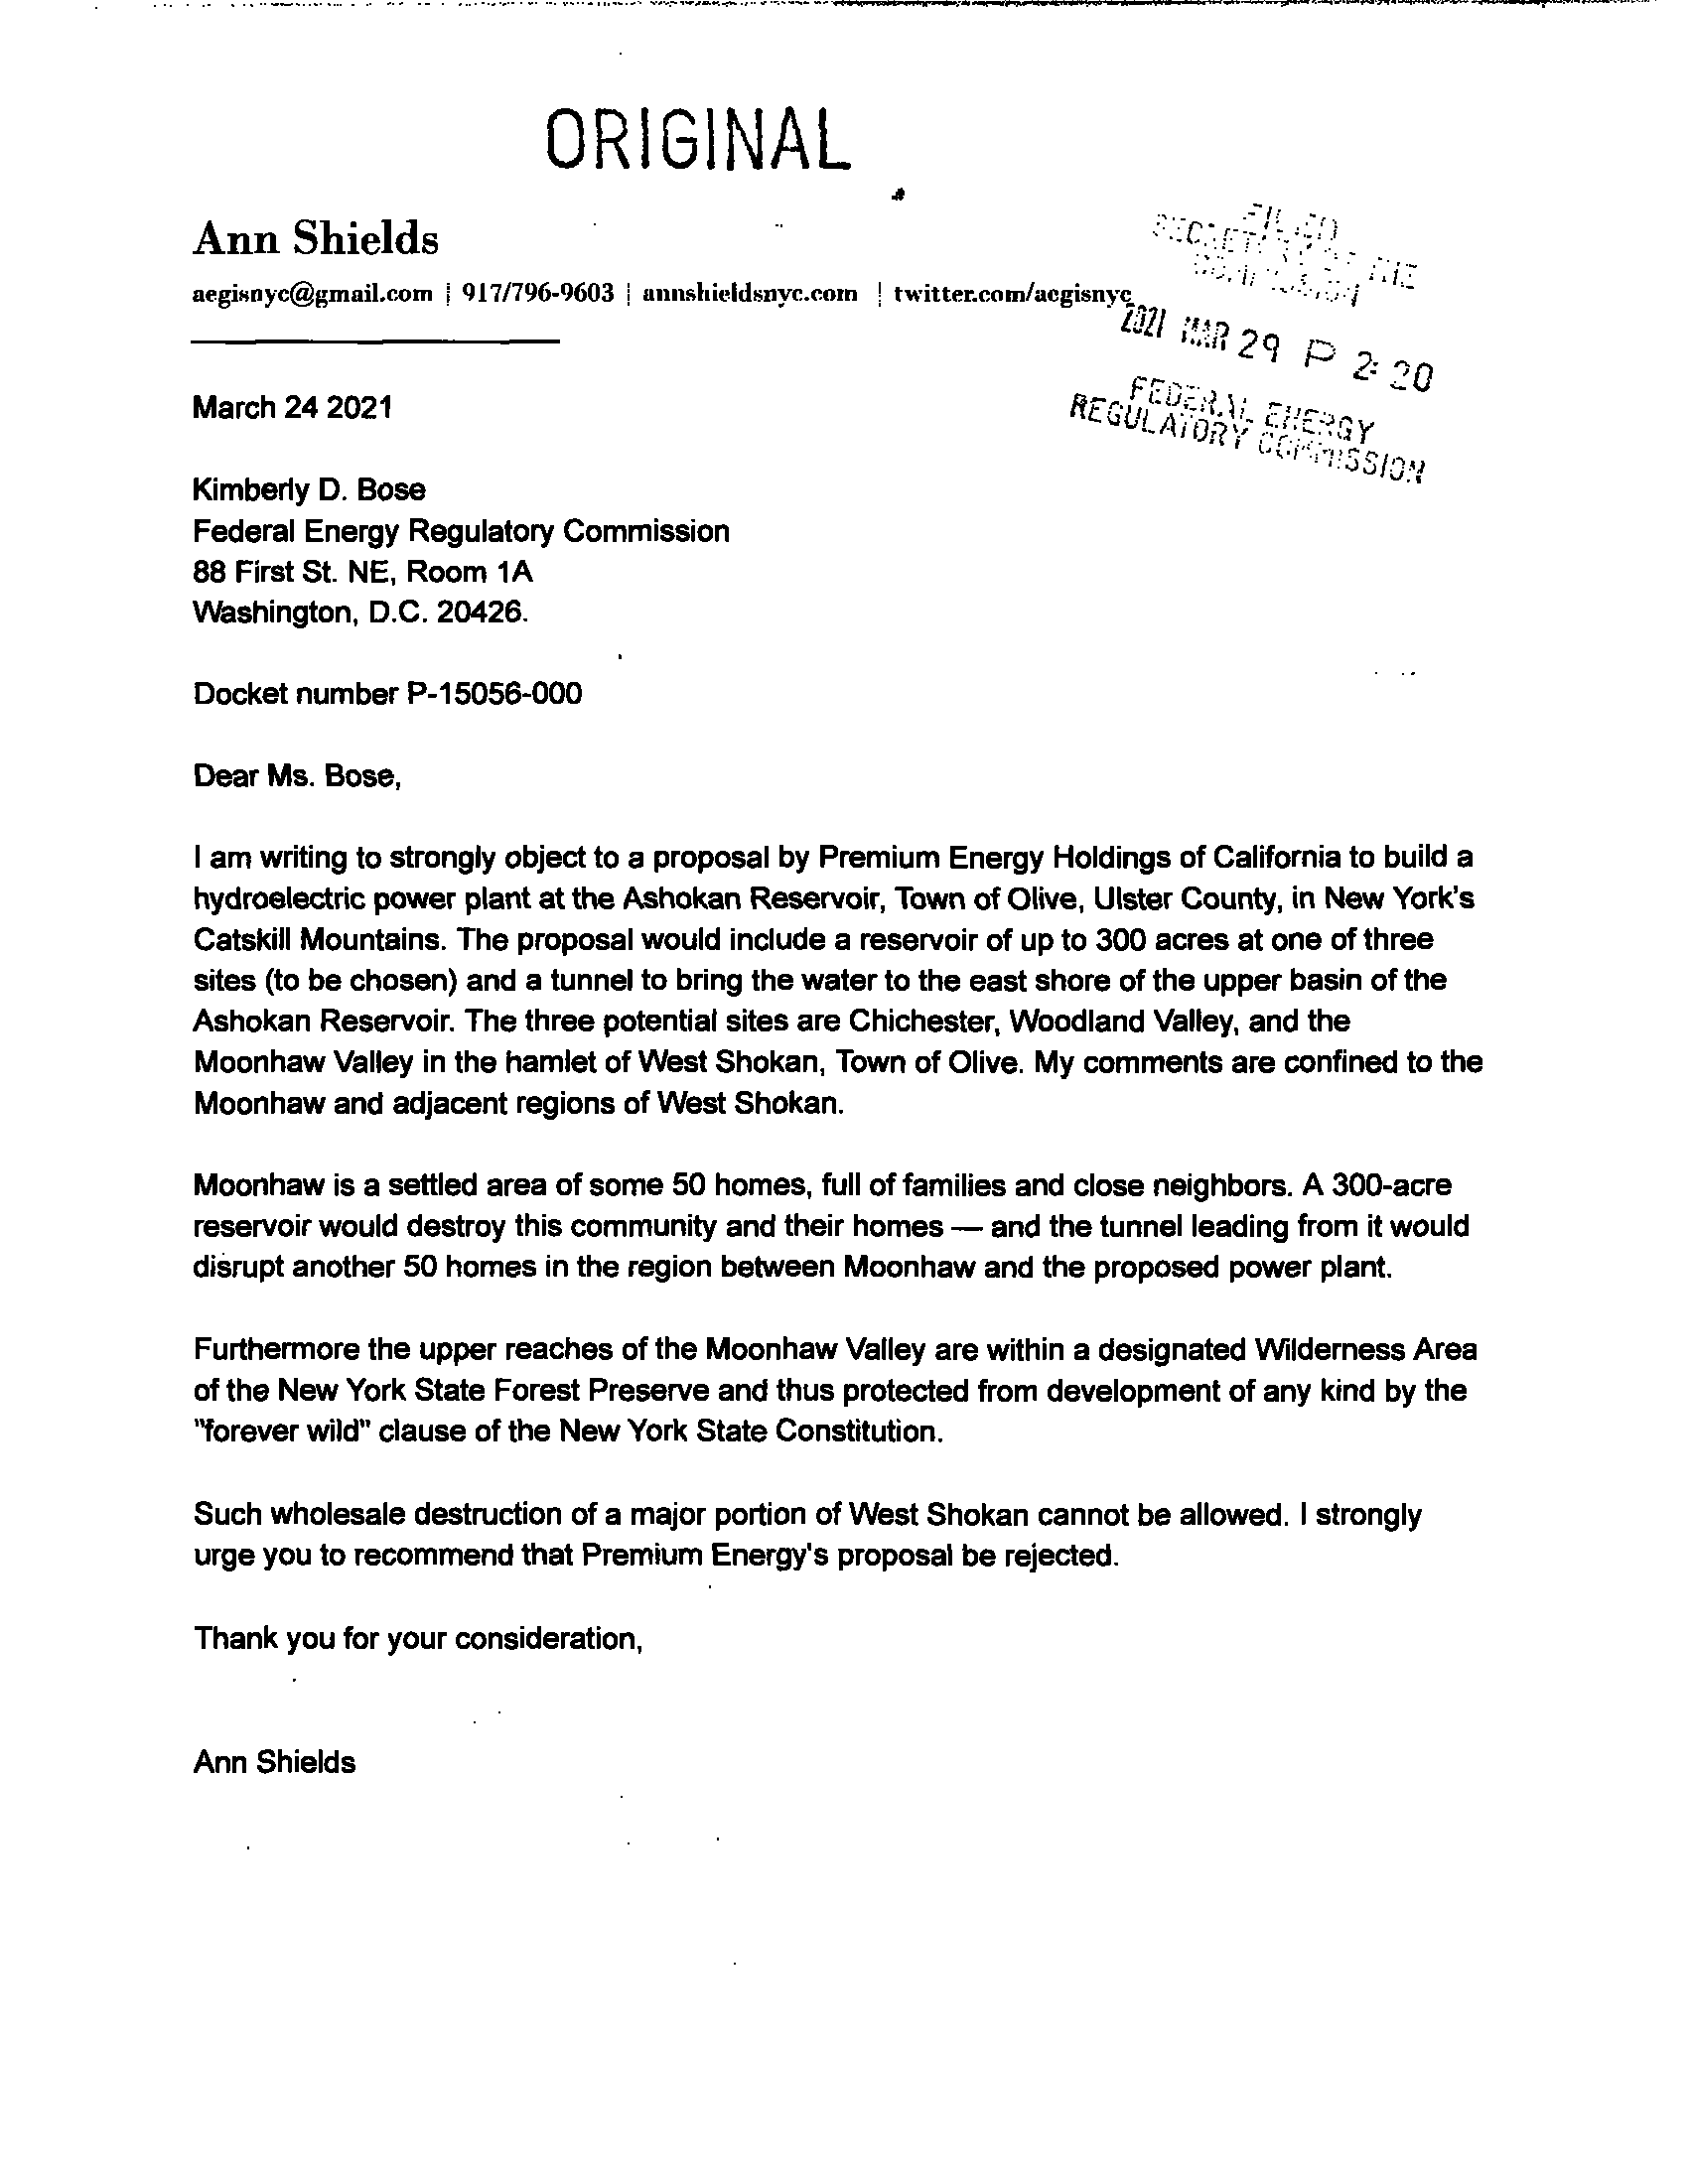 ORIGINAL
Ann Shields
aegisnyc@gmail.com | 917/796-9603 | annshieldsnyc.com | twitter.com/aegisnyc
FILED
2021 MAR 29 P 2: 20
FEDERAL ENERGY
REGULATORY COMMISSION
March 24 2021
Kimberly D. Bose
Federal Energy Regulatory Commission
88 First St. NE, Room 1A
Washington, D.C. 20426.
Docket number P-15056-000
Dear Ms. Bose,
I am writing to strongly object to a proposal by Premium Energy Holdings of California to build a
hydroelectric power plant at the Ashokan Reservoir, Town of Olive, Ulster County, in New York's
Catskill Mountains. The proposal would include a reservoir of up to 300 acres at one of three
sites (to be chosen) and a tunnel to bring the water to the east shore of the upper basin of the
Ashokan Reservoir. The three potential sites are Chichester, Woodland Valley, and the
Moonhaw Valley in the hamlet of West Shokan, Town of Olive. My comments are confined to the
Moonhaw and adjacent regions of West Shokan.
Moonhaw is a settled area of some 50 homes, full of families and close neighbors. A 300-acre
reservoir would destroy this community and their homes — and the tunnel leading from it would
disrupt another 50 homes in the region between Moonhaw and the proposed power plant.
Furthermore the upper reaches of the Moonhaw Valley are within a designated Wilderness Area
of the New York State Forest Preserve and thus protected from development of any kind by the
"forever wild" clause of the New York State Constitution.
Such wholesale destruction of a major portion of West Shokan cannot be allowed. I strongly
urge you to recommend that Premium Energy's proposal be rejected.
Thank you for your consideration,
Ann Shields